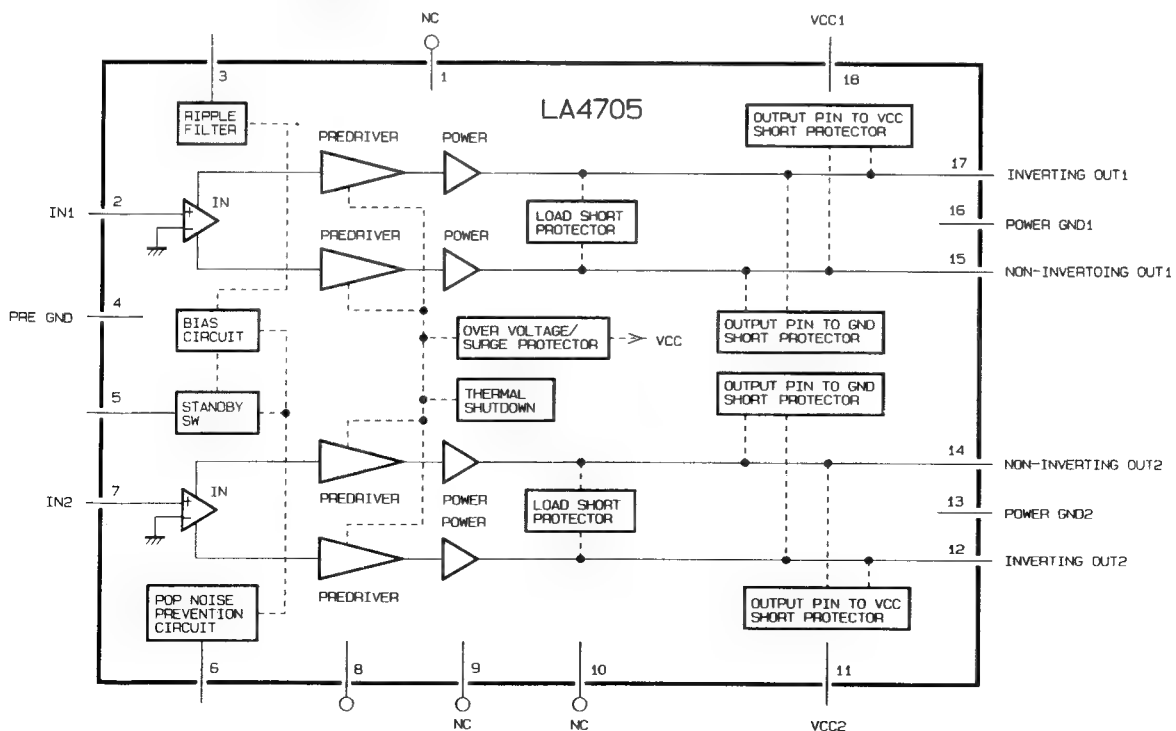 NC
VCC1
3
1
18
LA4705
RIPPLE
FILTER
OUTPUT PIN TO VCC
SHORT PROTECTOR
PREDRIVER
POWER
17
INVERTING OUT1
2
IN1
IN
LOAD SHORT
PROTECTOR
16
POWER GND1
PREDRIVER
POWER
15
NON-INVERTOING OUT1
4
PRE GND
BIAS
CIRCUIT
OVER VOLTAGE/
SURGE PROTECTOR
VCC
OUTPUT PIN TO GND
SHORT PROTECTOR
5
STANDBY
SW
THERMAL
SHUTDOWN
OUTPUT PIN TO GND
SHORT PROTECTOR
14
NON-INVERTING OUT2
7
IN2
IN
PREDRIVER
POWER
LOAD SHORT
PROTECTOR
13
POWER GND2
POWER
12
INVERTING OUT2
PREDRIVER
POP NOISE
PREVENTION
CIRCUIT
OUTPUT PIN TO VCC
SHORT PROTECTOR
6
8
9
10
11
NC
NC
VCC2